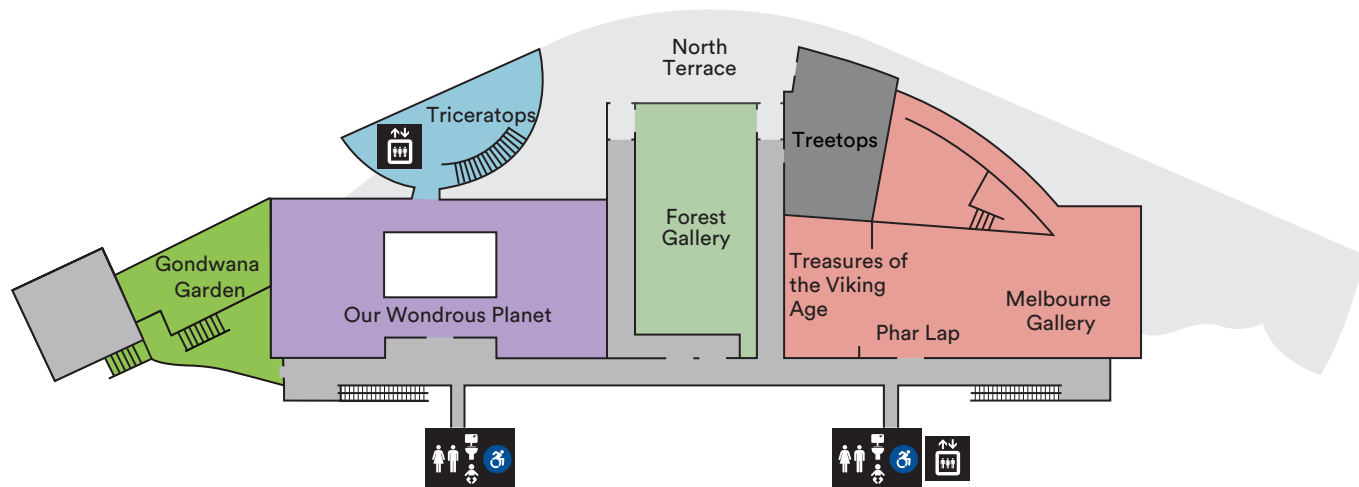 North
Terrace
Triceratops
Treetops
Forest
Gallery
Gondwana
Garden
Our Wondrous Planet
Treasures of
the Viking
Age
Melbourne
Gallery
Phar Lap